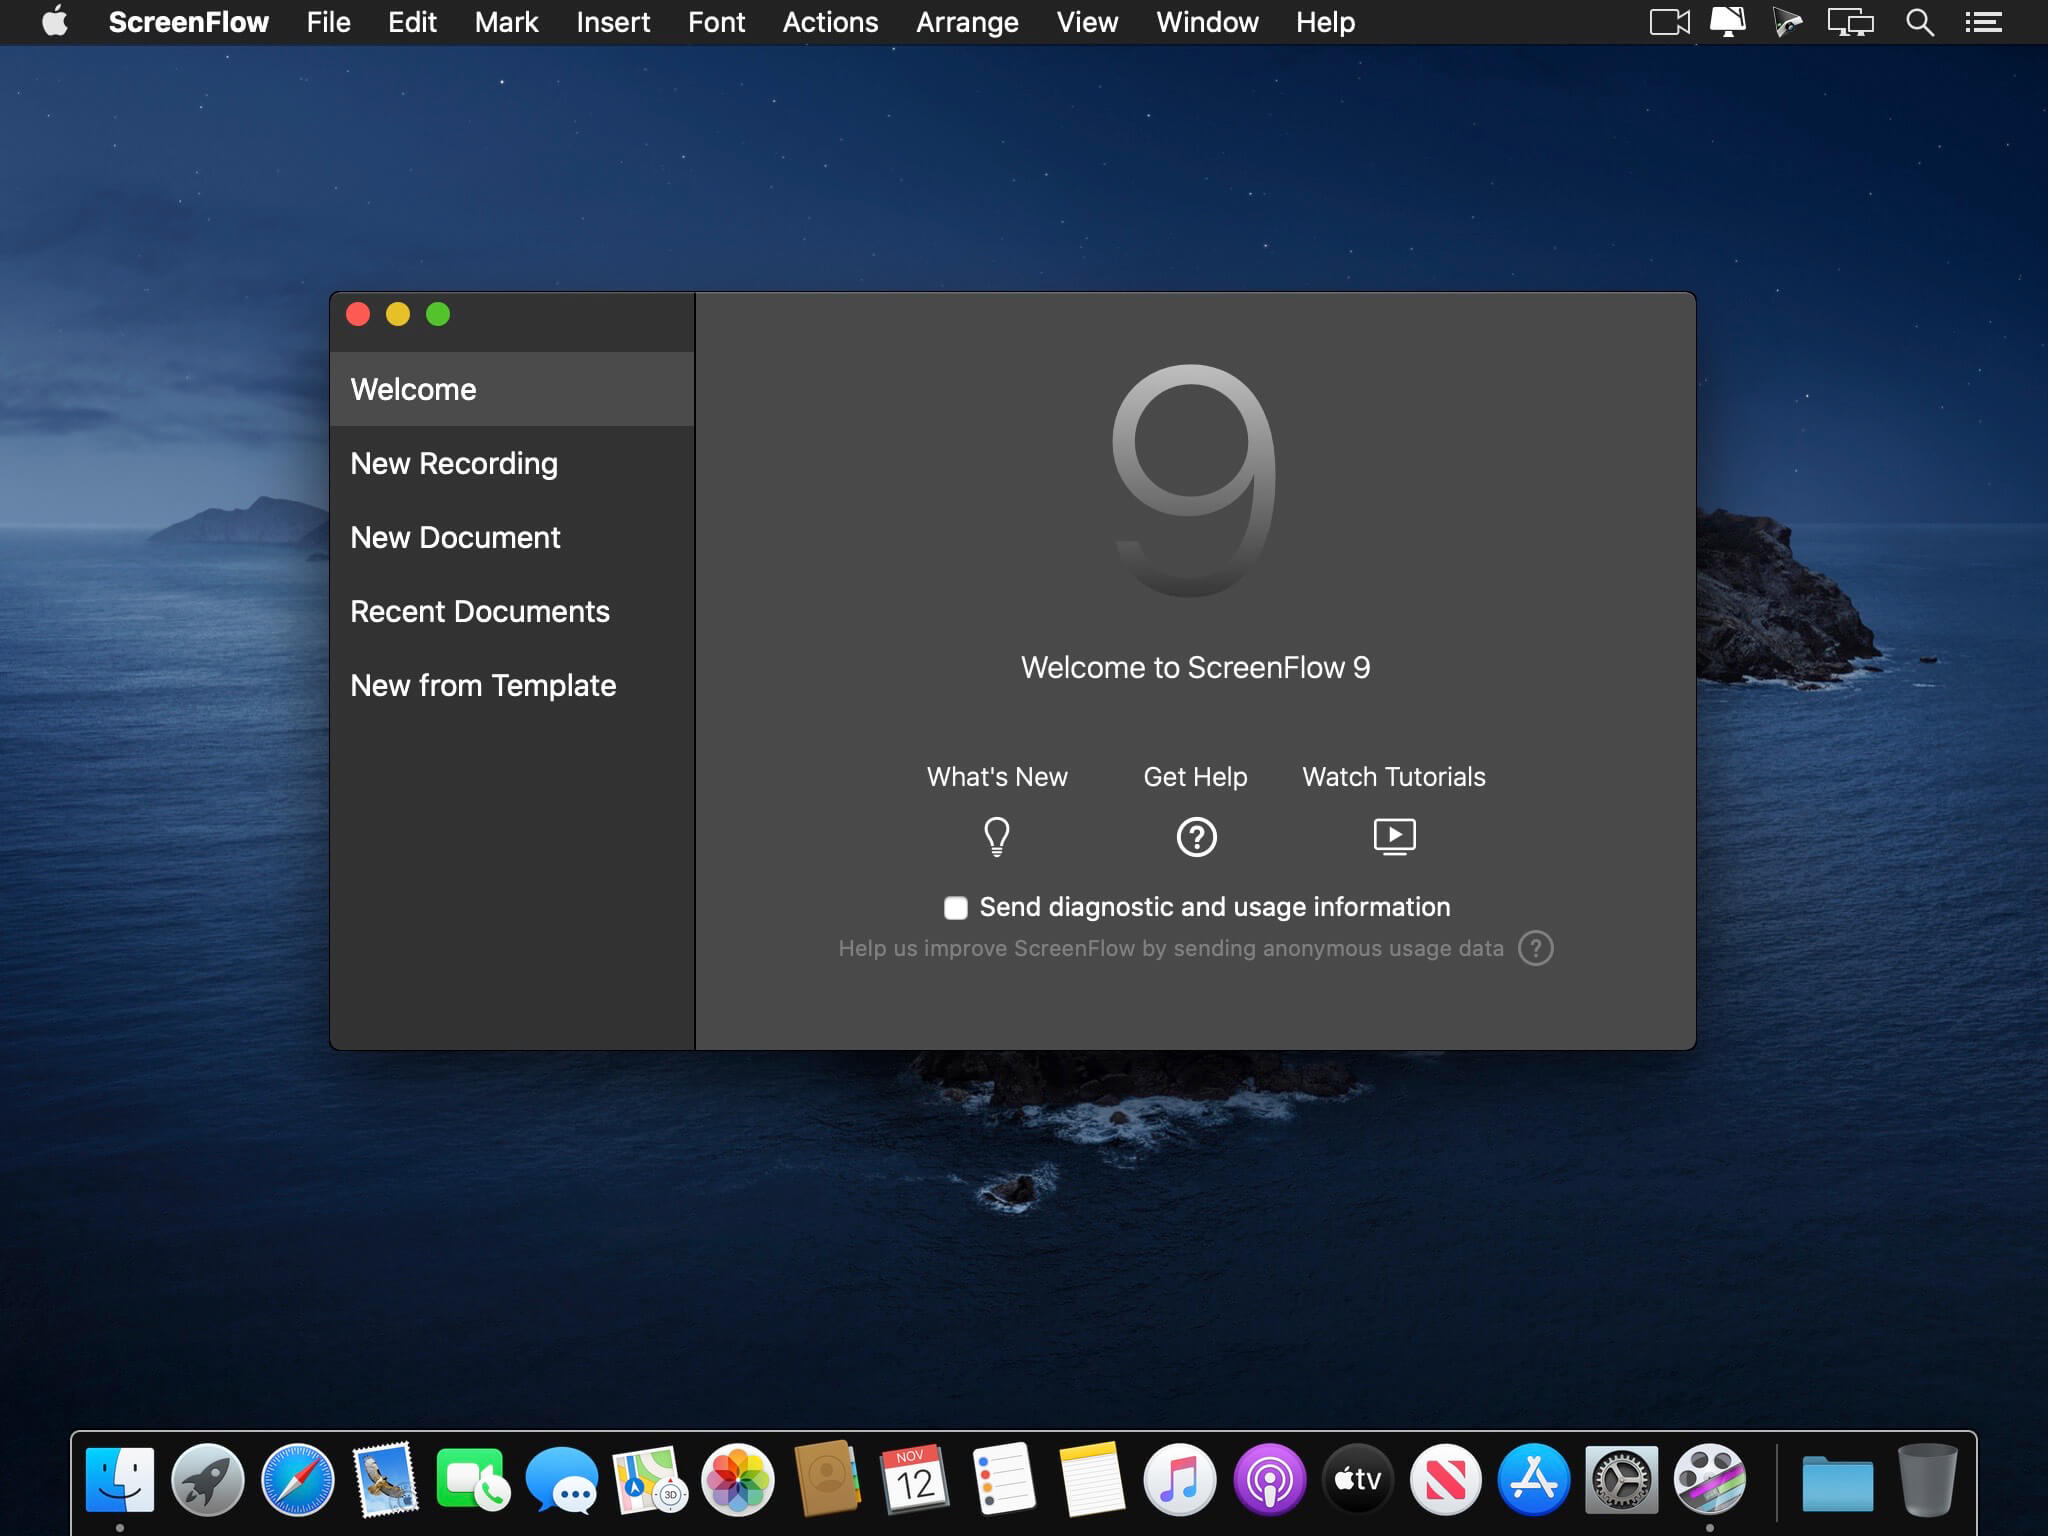 ScreenFlow File Edit Mark Insert Font Actions Arrange View Window Help
Welcome
New Recording
New Document
Recent Documents
New from Template
9
Welcome to ScreenFlow 9
What's New
Get Help
Watch Tutorials
?
Send diagnostic and usage information
Help us improve ScreenFlow by sending anonymous usage data ?
3D
NOV
12
tv